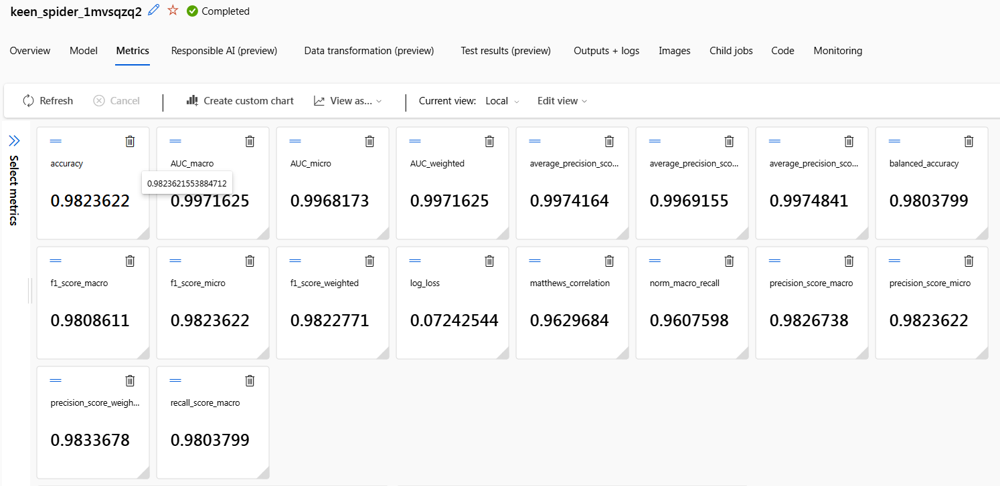 keen_spider_1mvsqzq2 Completed
Overview Model Metrics Responsible AI (preview) Data transformation (preview) Test results (preview) Outputs + logs Images Child jobs Code Monitoring
Refresh Cancel Create custom chart View as... Current view: Local Edit view
Select metrics
accuracy AUC_macro AUC_micro AUC_weighted average_precision_sco... average_precision_sco... average_precision_sco... balanced_accuracy
0.9823621553884712
0.9823622 0.9971625 0.9968173 0.9971625 0.9974164 0.9969155 0.9974841 0.9803799
f1_score_macro f1_score_micro f1_score_weighted log_loss matthews_correlation norm_macro_recall precision_score_macro precision_score_micro
0.9808611 0.9823622 0.9822771 0.07242544 0.9629684 0.9607598 0.9826738 0.9823622
precision_score_weigh... recall_score_macro
0.9833678 0.9803799